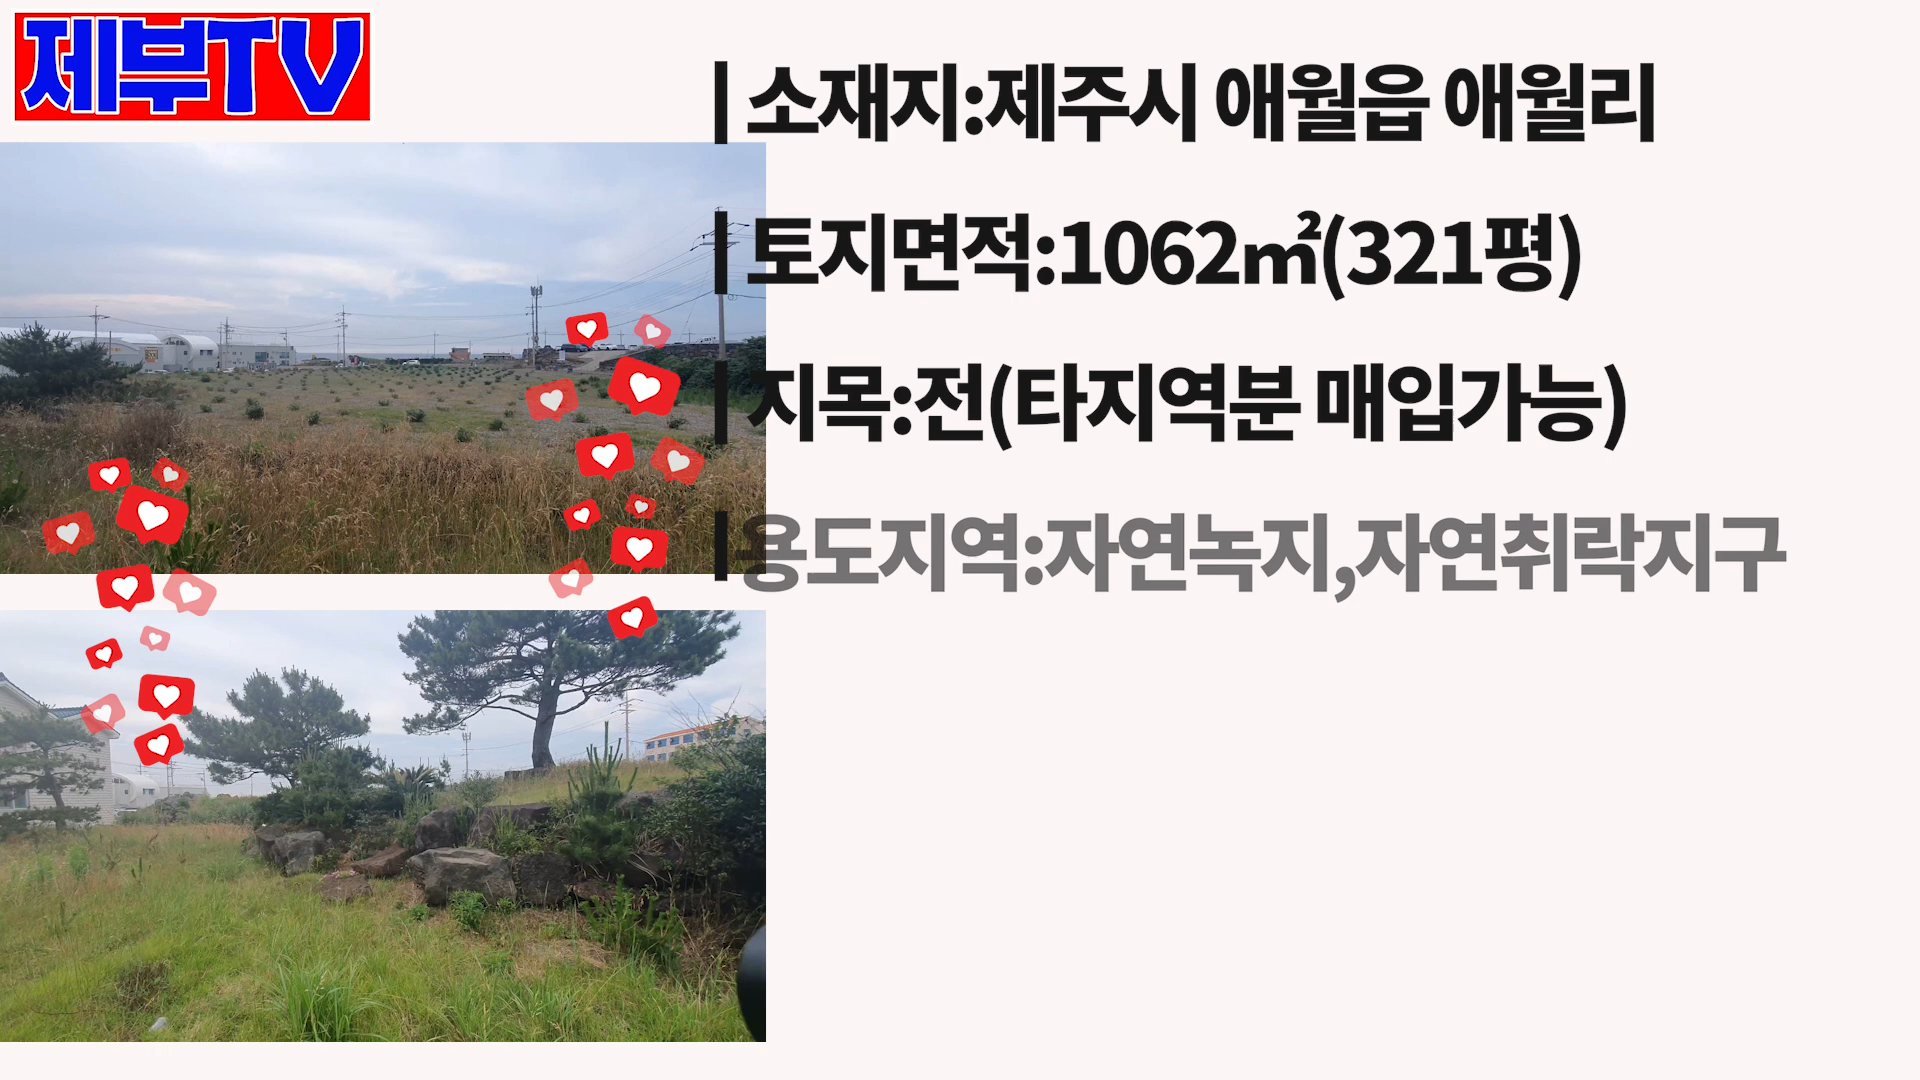 제부TV
| 소재지:제주시 애월읍 애월리
| 토지면적:1062㎡(321평)
| 지목:전(타지역분 매입가능)
| 용도지역:자연녹지,자연취락지구